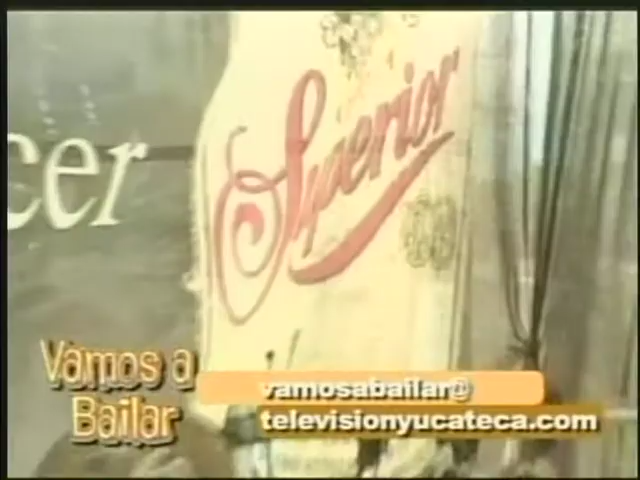 cer
Superior
Vamos a
Bailar
vamosabailar@
televisionyucateca.com